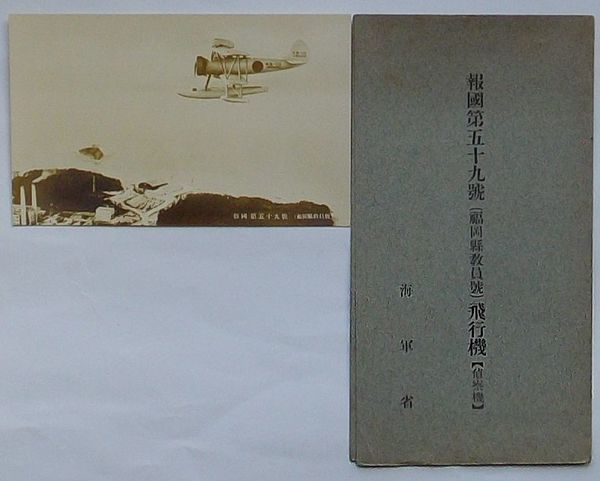 報國第五十九號(福岡縣教員號)飛行機【偵察機】
海軍省
報國第五十九號 (福岡縣教員號)